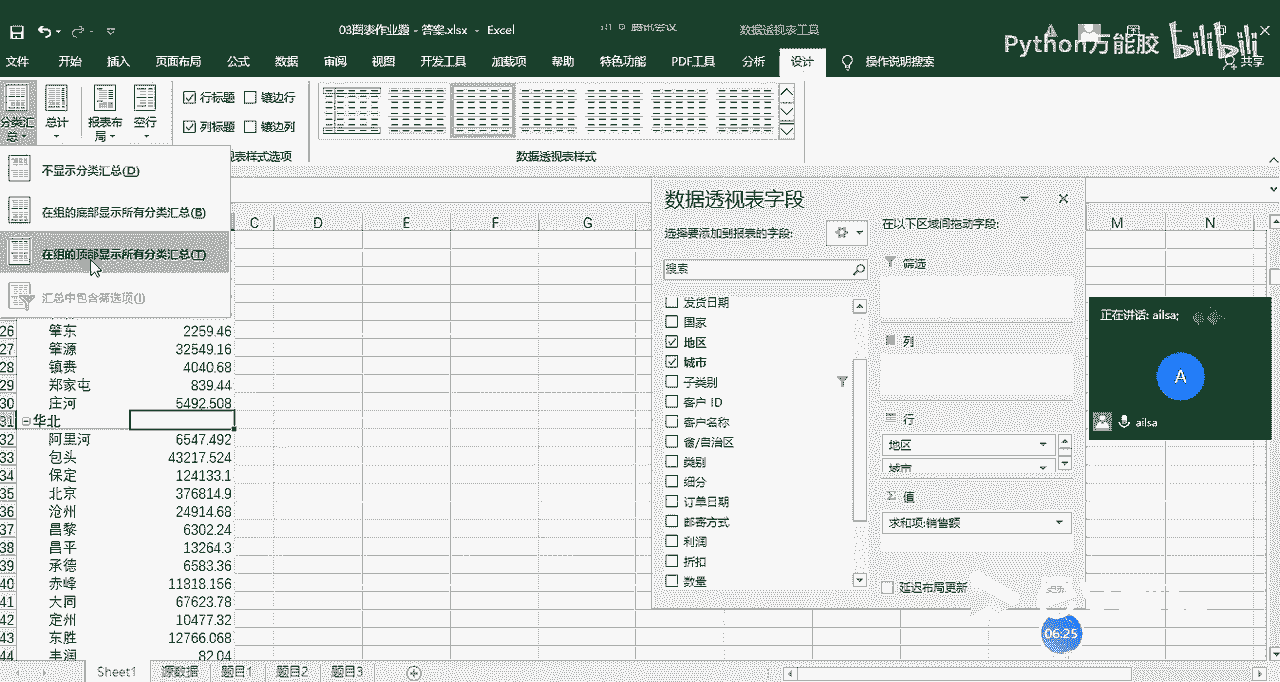 03图表作业题 - 答案.xlsx - Excel
腾讯会议
数据透视表工具
Python万能胶
bilibili
文件 开始 插入 页面布局 公式 数据 审阅 视图 开发工具 加载项 帮助 特色功能 PDF工具 分析 设计 操作说明搜索 共享
分类汇总 总计 报表布局 空行
行标题 镶边行
列标题 镶边列
表样式选项
数据透视表样式
不显示分类汇总(D)
在组的底部显示所有分类汇总(B)
在组的顶部显示所有分类汇总(T)
汇总中包含筛选项(I)
C D E F G M N
26 肇东 2259.46
27 肇源 32549.16
28 镇赉 4040.68
29 郑家屯 839.44
30 庄河 5492.508
31 华北
32 阿里河 6547.492
33 包头 43217.524
34 保定 124133.1
35 北京 376814.9
36 沧州 24914.68
37 昌黎 6302.24
38 昌平 13264.3
39 承德 6583.36
40 赤峰 11818.156
41 大同 67623.78
42 定州 10477.32
43 东胜 12766.068
44 丰润 82.04
数据透视表字段
选择要添加到报表的字段:
搜索
发货日期
国家
地区
城市
子类别
客户 ID
客户名称
省/自治区
类别
细分
订单日期
邮寄方式
利润
折扣
数量
在以下区间拖动字段:
筛选
列
行
地区
城市
Σ 值
求和项:销售额
延迟布局更新
正在讲话: ailsa;
A
ailsa
06:25
Sheet1 源数据 题目1 题目2 题目3